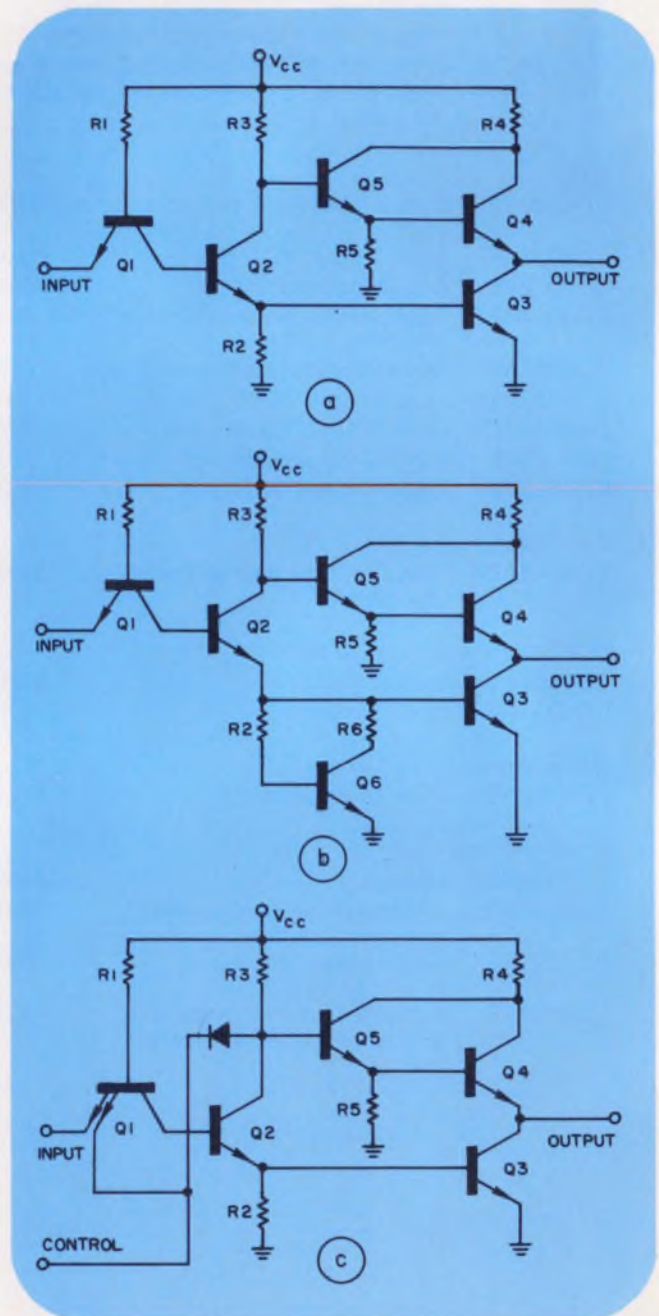 VCC
R1
R3
R4
Q5
Q4
Q1
Q2
R5
INPUT
OUTPUT
Q3
R2
a
VCC
R1
R3
R4
Q5
Q4
Q1
Q2
R5
INPUT
OUTPUT
Q3
R2
R6
Q6
b
VCC
R1
R3
R4
Q5
Q4
Q1
Q2
R5
INPUT
OUTPUT
Q3
R2
CONTROL
c